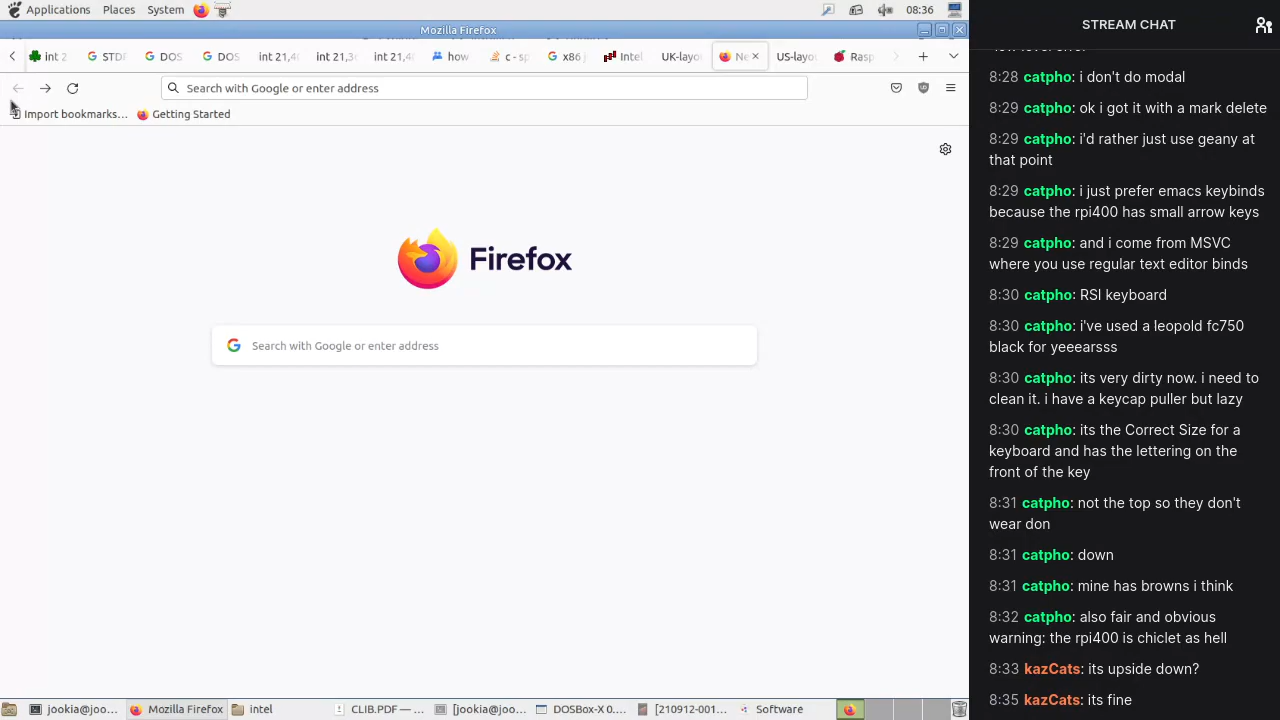 Applications Places System 08:36
Mozilla Firefox
int 2 STDI DOS DOS int 21,4 int 21,3 int 21,4 how c - sp x86 j Intel UK-layo Ne US-layo Rasp
Search with Google or enter address
Import bookmarks... Getting Started
Firefox
Search with Google or enter address
jookia@joo... Mozilla Firefox intel CLIB.PDF — ... [jookia@joo... DOSBox-X 0.... [210912-001... Software
STREAM CHAT
8:28 catpho: i don't do modal
8:29 catpho: ok i got it with a mark delete
8:29 catpho: i'd rather just use geany at
that point
8:29 catpho: i just prefer emacs keybinds
because the rpi400 has small arrow keys
8:29 catpho: and i come from MSVC
where you use regular text editor binds
8:30 catpho: RSI keyboard
8:30 catpho: i've used a leopold fc750
black for yeeearsss
8:30 catpho: its very dirty now. i need to
clean it. i have a keycap puller but lazy
8:30 catpho: its the Correct Size for a
keyboard and has the lettering on the
front of the key
8:31 catpho: not the top so they don't
wear don
8:31 catpho: down
8:31 catpho: mine has browns i think
8:32 catpho: also fair and obvious
warning: the rpi400 is chiclet as hell
8:33 kazCats: its upside down?
8:35 kazCats: its fine